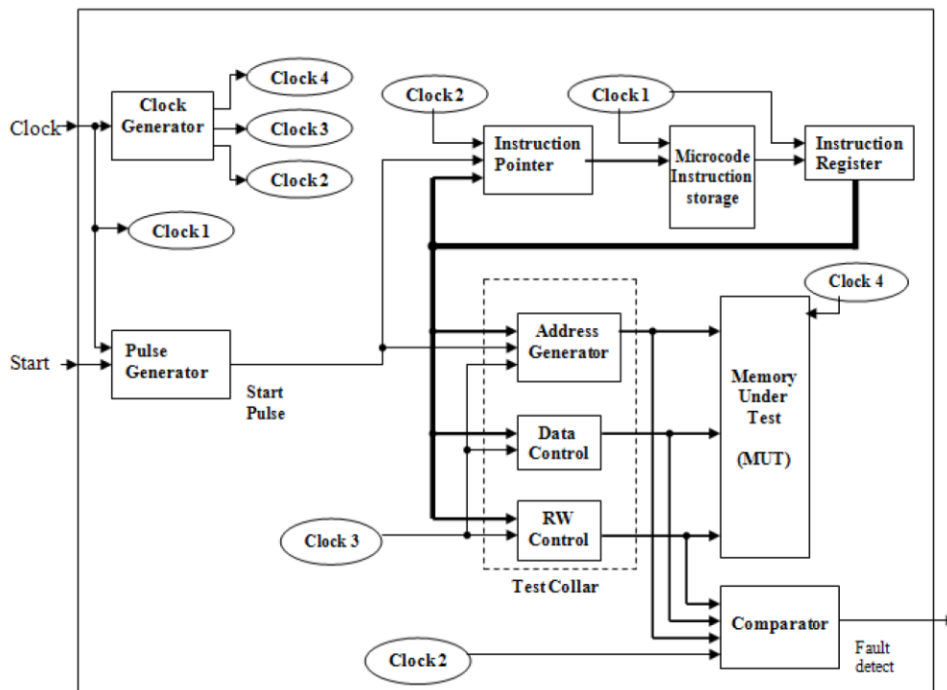 Clock 4
Clock
Generator
Clock
Clock 3
Clock 2
Clock 1
Clock 2
Clock 1
Instruction
Pointer
Microcode
Instruction
storage
Instruction
Register
Clock 4
Start
Pulse
Generator
Start
Pulse
Address
Generator
Data
Control
RW
Control
Clock 3
Test Collar
Memory
Under
Test
(MUT)
Clock 2
Comparator
Fault
detect